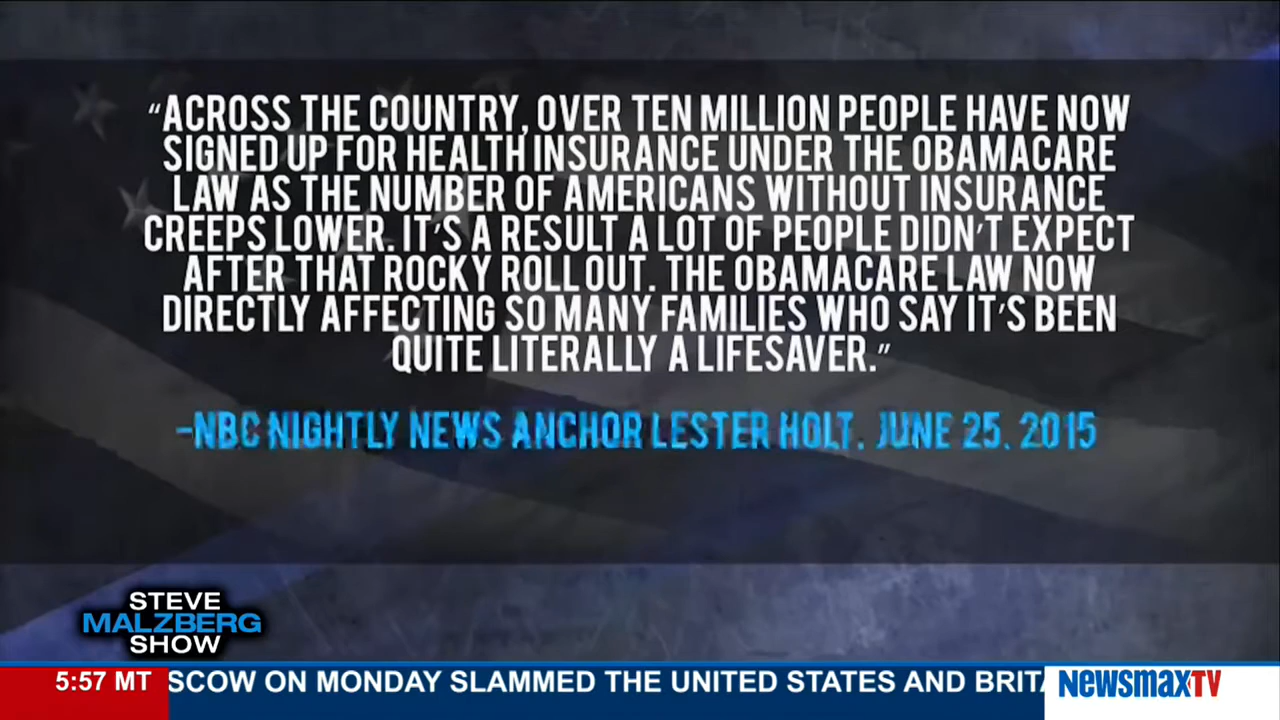 “ACROSS THE COUNTRY, OVER TEN MILLION PEOPLE HAVE NOW
SIGNED UP FOR HEALTH INSURANCE UNDER THE OBAMACARE
LAW AS THE NUMBER OF AMERICANS WITHOUT INSURANCE
CREEPS LOWER. IT'S A RESULT A LOT OF PEOPLE DIDN'T EXPECT
AFTER THAT ROCKY ROLL OUT. THE OBAMACARE LAW NOW
DIRECTLY AFFECTING SO MANY FAMILIES WHO SAY IT'S BEEN
QUITE LITERALLY A LIFESAVER.”
-NBC NIGHTLY NEWS ANCHOR LESTER HOLT, JUNE 25, 2015
STEVE
MALZBERG
SHOW
5:57 MT SCOW ON MONDAY SLAMMED THE UNITED STATES AND BRITA NEWSMAXTV